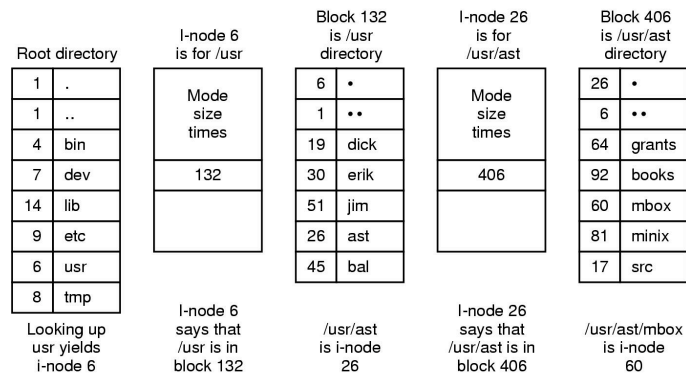 Root directory
1 .
1 ..
4 bin
7 dev
14 lib
9 etc
6 usr
8 tmp
Looking up
usr yields
i-node 6
I-node 6
is for /usr
Mode
size
times
132
I-node 6
says that
/usr is in
block 132
Block 132
is /usr
directory
6 •
1 ••
19 dick
30 erik
51 jim
26 ast
45 bal
/usr/ast
is i-node
26
I-node 26
is for
/usr/ast
Mode
size
times
406
I-node 26
says that
/usr/ast is in
block 406
Block 406
is /usr/ast
directory
26 •
6 ••
64 grants
92 books
60 mbox
81 minix
17 src
/usr/ast/mbox
is i-node
60